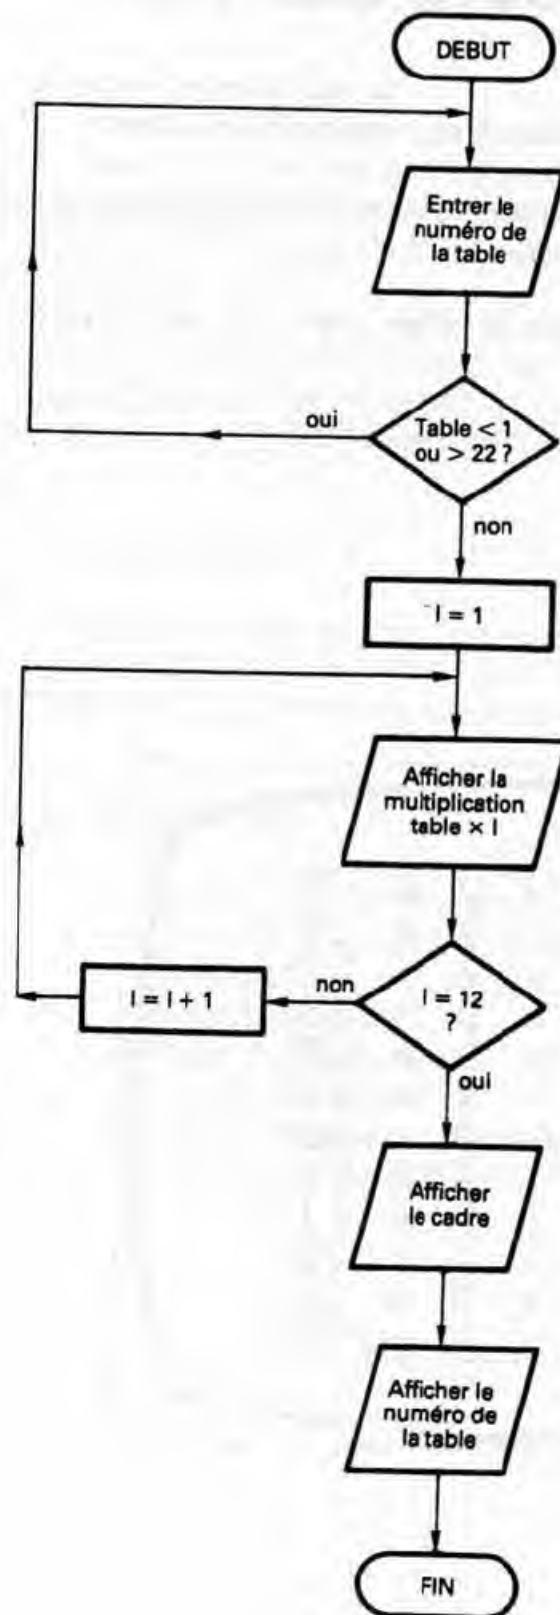 DEBUT
Entrer le
numéro de
la table
oui
Table < 1
ou > 22 ?
non
I = 1
Afficher la
multiplication
table × I
I = I + 1
non
I = 12
?
oui
Afficher
le cadre
Afficher le
numéro de
la table
FIN